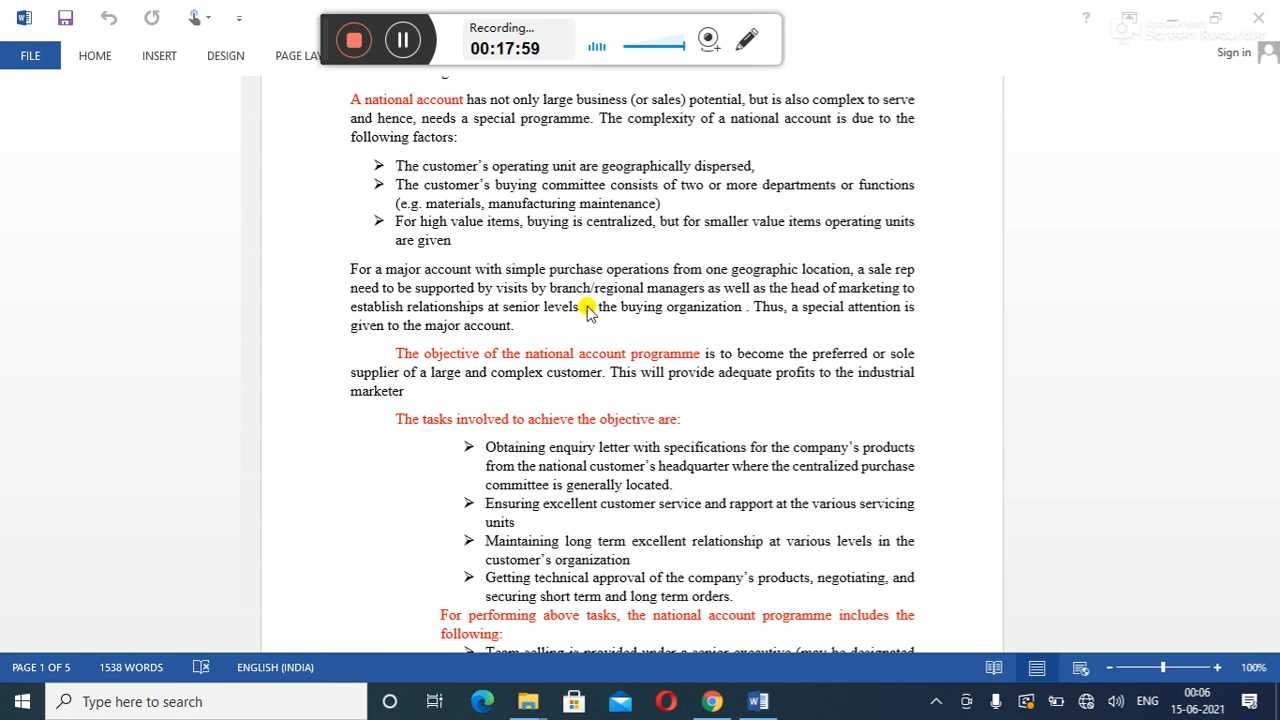 Recording...
00:17:59
Screen Recorder
Sign in
FILE HOME INSERT DESIGN PAGE LAY
A national account has not only large business (or sales) potential, but is also complex to serve
and hence, needs a special programme. The complexity of a national account is due to the
following factors:
The customer's operating unit are geographically dispersed,
The customer's buying committee consists of two or more departments or functions
(e.g. materials, manufacturing maintenance)
For high value items, buying is centralized, but for smaller value items operating units
are given
For a major account with simple purchase operations from one geographic location, a sale rep
need to be supported by visits by branch/regional managers as well as the head of marketing to
establish relationships at senior levels the buying organization . Thus, a special attention is
given to the major account.
The objective of the national account programme is to become the preferred or sole
supplier of a large and complex customer. This will provide adequate profits to the industrial
marketer
The tasks involved to achieve the objective are:
Obtaining enquiry letter with specifications for the company's products
from the national customer's headquarter where the centralized purchase
committee is generally located.
Ensuring excellent customer service and rapport at the various servicing
units
Maintaining long term excellent relationship at various levels in the
customer's organization
Getting technical approval of the company's products, negotiating, and
securing short term and long term orders.
For performing above tasks, the national account programme includes the
following:
Team selling is provided under a senior executive (may be designated
PAGE 1 OF 5 1538 WORDS ENGLISH (INDIA) 100%
Type here to search
ENG
00:06
15-06-2021